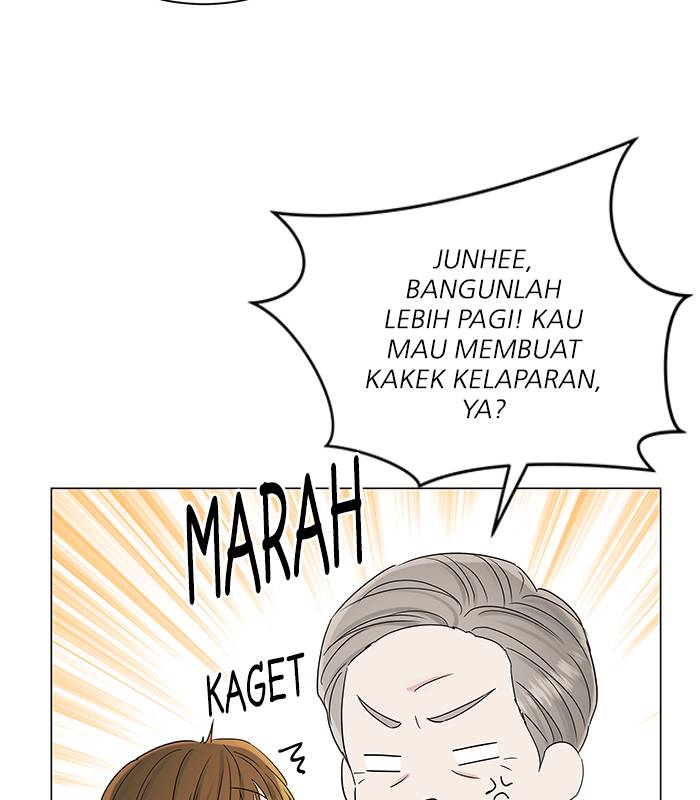 JUNHEE,
BANGUNLAH
LEBIH PAGI! KAU
MAU MEMBUAT
KAKEK KELAPARAN,
YA?
MARAH
KAGET